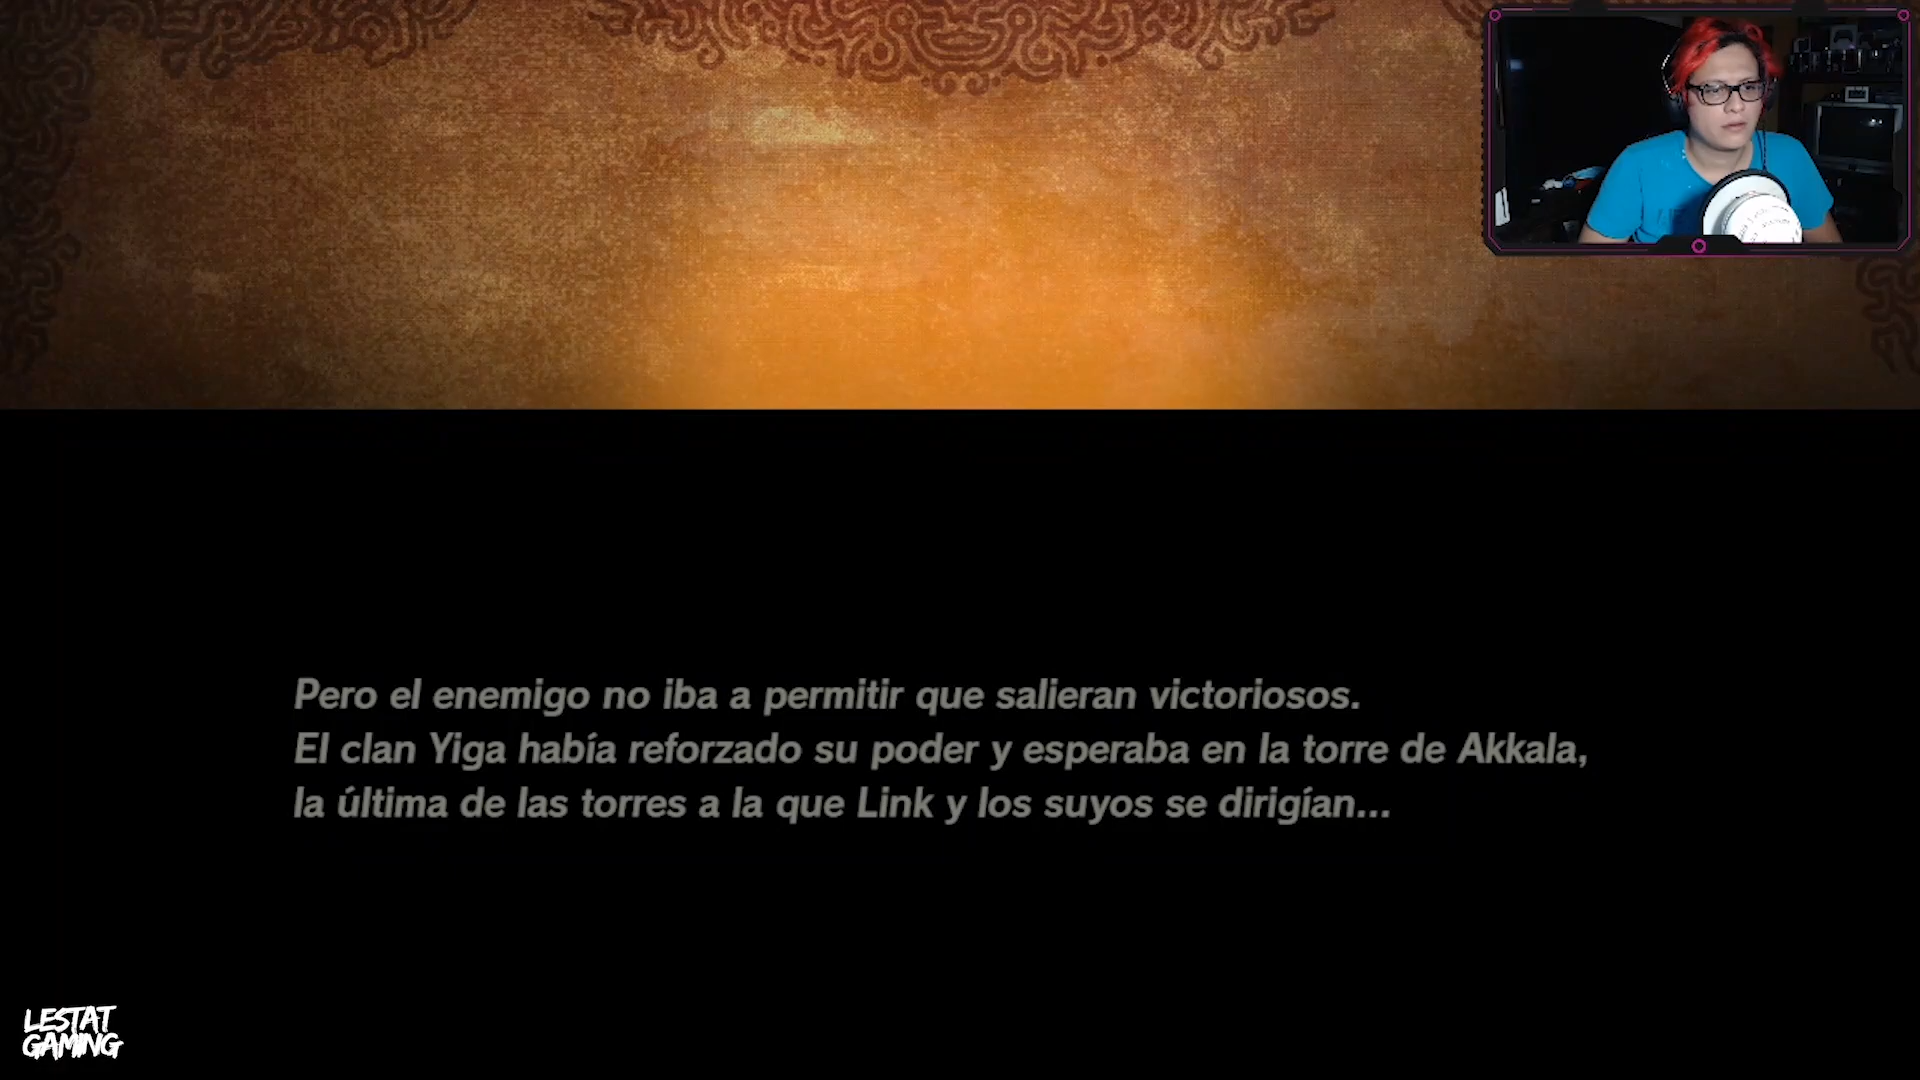 Pero el enemigo no iba a permitir que salieran victoriosos.
El clan Yiga había reforzado su poder y esperaba en la torre de Akkala,
la última de las torres a la que Link y los suyos se dirigían...
LESTAT
GAMING